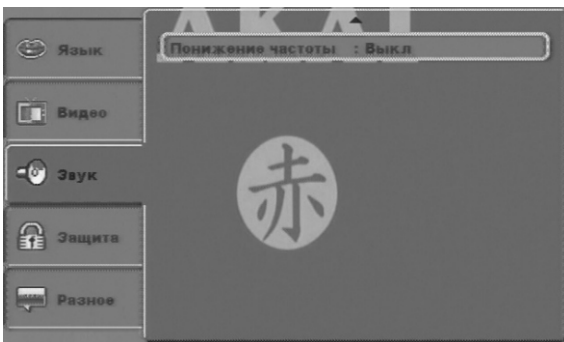 AKAI
Понижение частоты : Выкл
Язык
Видео
Звук
Защита
Разное
赤